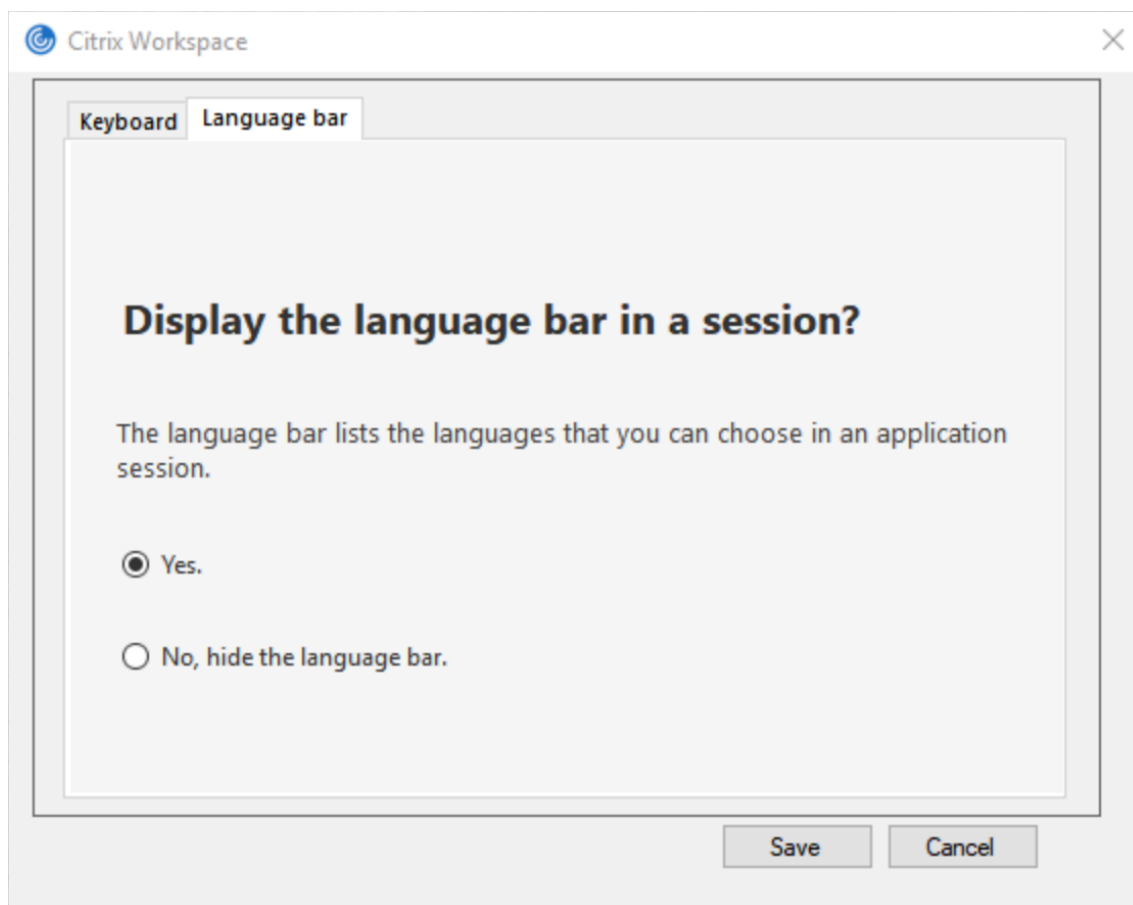 Citrix Workspace
Keyboard
Language bar
Display the language bar in a session?
The language bar lists the languages that you can choose in an application
session.
Yes.
No, hide the language bar.
Save
Cancel